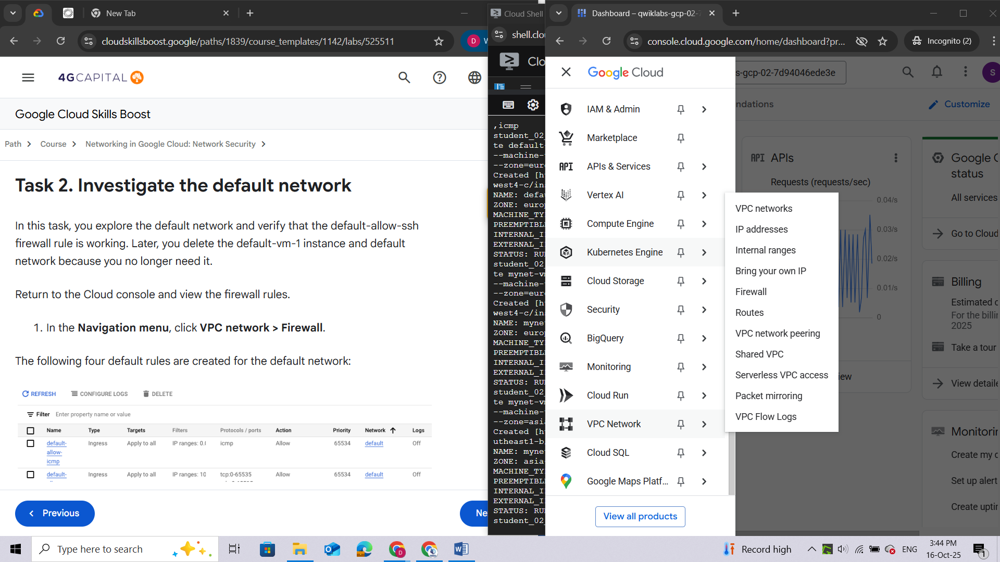 New Tab
cloudskillsboost.google/paths/1839/course_templates/1142/labs/525511
D
4GCAPITAL
Google Cloud Skills Boost
Path
Course
Networking in Google Cloud: Network Security
Task 2. Investigate the default network
In this task, you explore the default network and verify that the default-allow-ssh
firewall rule is working. Later, you delete the default-vm-1 instance and default
network because you no longer need it.
Return to the Cloud console and view the firewall rules.
1. In the Navigation menu, click VPC network > Firewall.
The following four default rules are created for the default network:
REFRESH
CONFIGURE LOGS
DELETE
Filter Enter property name or value
Name Type Targets Filters Protocols / ports Action Priority Network Logs
default-allow-icmp Ingress Apply to all IP ranges: 0.( icmp Allow 65534 default Off
default- Ingress Apply to all IP ranges: 10 tcp:0-65535 Allow 65534 default Off
Previous
Ne
Cloud Shell
shell.clo
Clo
,icmp
student_02_
te default-
--machine-
--zone=eur
Created [h
west4-c/in
NAME: defa
ZONE: euro
MACHINE_TY
PREEMPTIBL
INTERNAL_I
EXTERNAL_I
STATUS: RU
student_02_
te mynet-v
--machine-
--zone=eur
Created [h
west4-c/in
NAME: myne
ZONE: euro
MACHINE_TY
PREEMPTIBL
INTERNAL_I
EXTERNAL_I
STATUS: RU
student_02_
te mynet-v
--machine-
--zone=asi
Created [h
utheast1-b
NAME: myne
ZONE: asia
MACHINE_TY
PREEMPTIBL
INTERNAL_I
EXTERNAL_I
STATUS: RU
student_02_
Dashboard – qwiklabs-gcp-02-7
console.cloud.google.com/home/dashboard?pr...
Incognito (2)
Google Cloud
IAM & Admin
Marketplace
API APIs & Services
Vertex AI
Compute Engine
Kubernetes Engine
Cloud Storage
Security
BigQuery
Monitoring
Cloud Run
VPC Network
Cloud SQL
Google Maps Platf...
View all products
VPC networks
IP addresses
Internal ranges
Bring your own IP
Firewall
Routes
VPC network peering
Shared VPC
Serverless VPC access
Packet mirroring
VPC Flow Logs
s-gcp-02-7d94046ede3e
S
ndations
Customize
API APIs
Requests (requests/sec)
0.04/s
0.03/s
0.02/s
0.01/s
0
iew
Google C
status
All services
Go to Cloud
Billing
Estimated c
For the billin
2025
Take a tour
View detaile
Monitorin
Create my d
Set up alert
Create uptin
Type here to search
Record high
ENG
3:44 PM
16-Oct-25
1